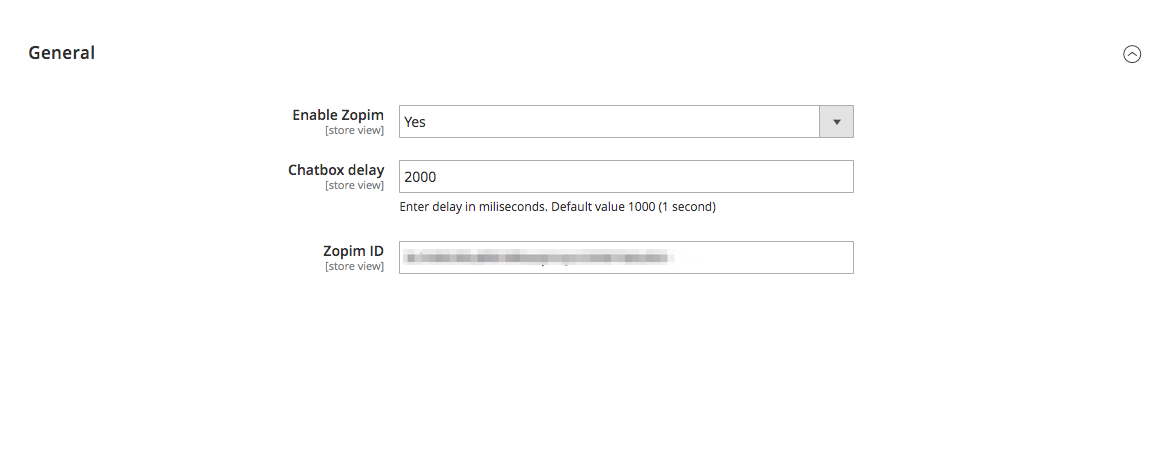 General
Enable Zopim
[store view]
Yes
Chatbox delay
[store view]
2000
Enter delay in miliseconds. Default value 1000 (1 second)
Zopim ID
[store view]